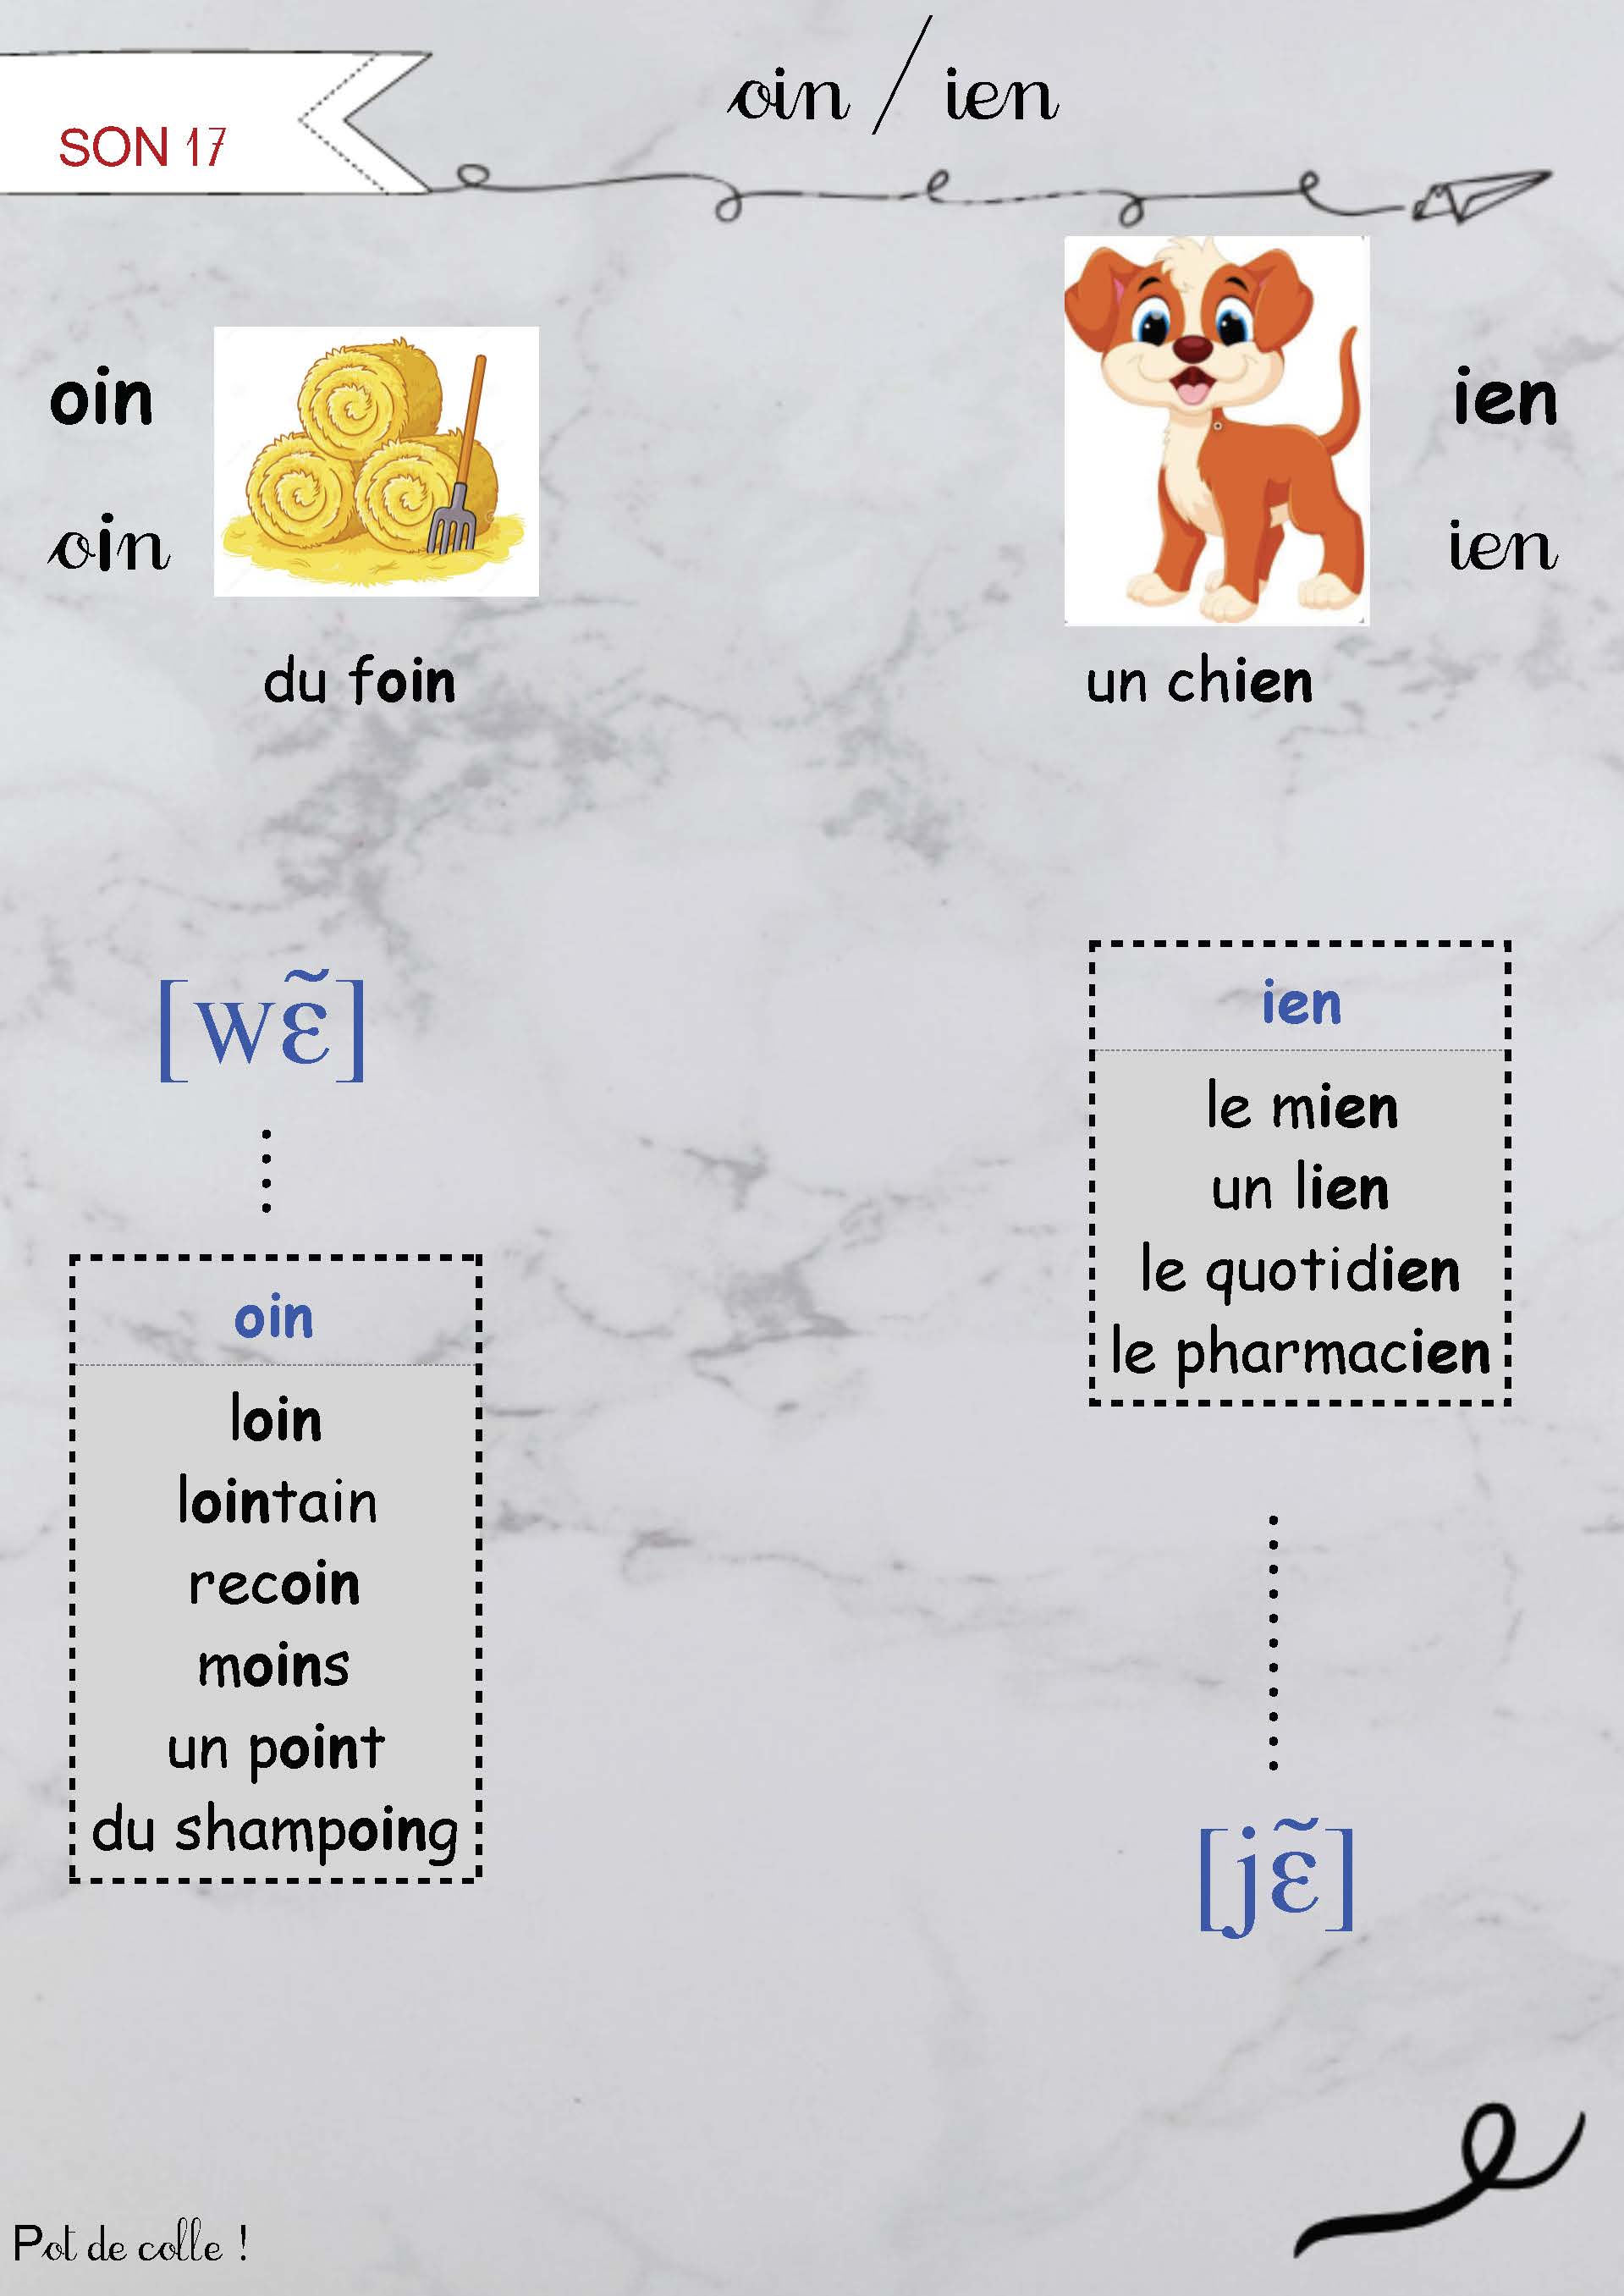 oin / ien
SON 17
oin
ien
oin
ien
du foin
un chien
[wɛ̃]
oin
loin
lointain
recoin
moins
un point
du shampoing
ien
le mien
un lien
le quotidien
le pharmacien
[jɛ̃]
Pot de colle !